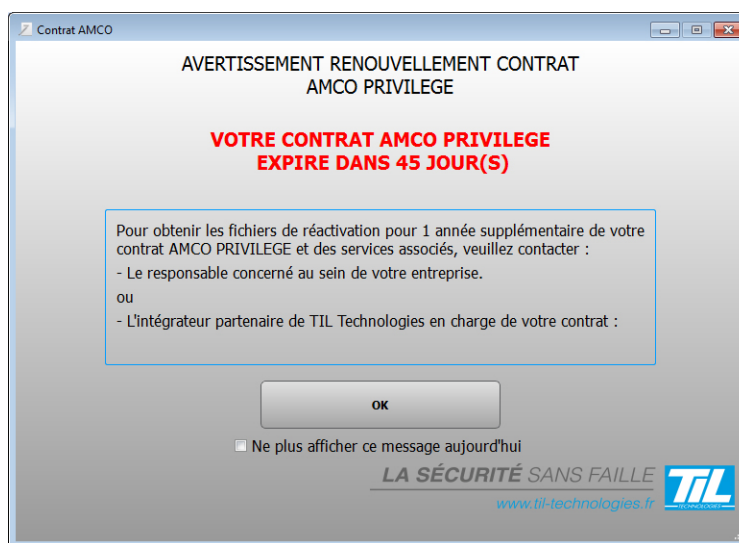 Contrat AMCO
AVERTISSEMENT RENOUVELLEMENT CONTRAT
AMCO PRIVILEGE
VOTRE CONTRAT AMCO PRIVILEGE
EXPIRE DANS 45 JOUR(S)
Pour obtenir les fichiers de réactivation pour 1 année supplémentaire de votre
contrat AMCO PRIVILEGE et des services associés, veuillez contacter :
- Le responsable concerné au sein de votre entreprise.
ou
- L'intégrateur partenaire de TIL Technologies en charge de votre contrat :
OK
Ne plus afficher ce message aujourd'hui
LA SÉCURITÉ SANS FAILLE
www.til-technologies.fr
TIL
TECHNOLOGIES